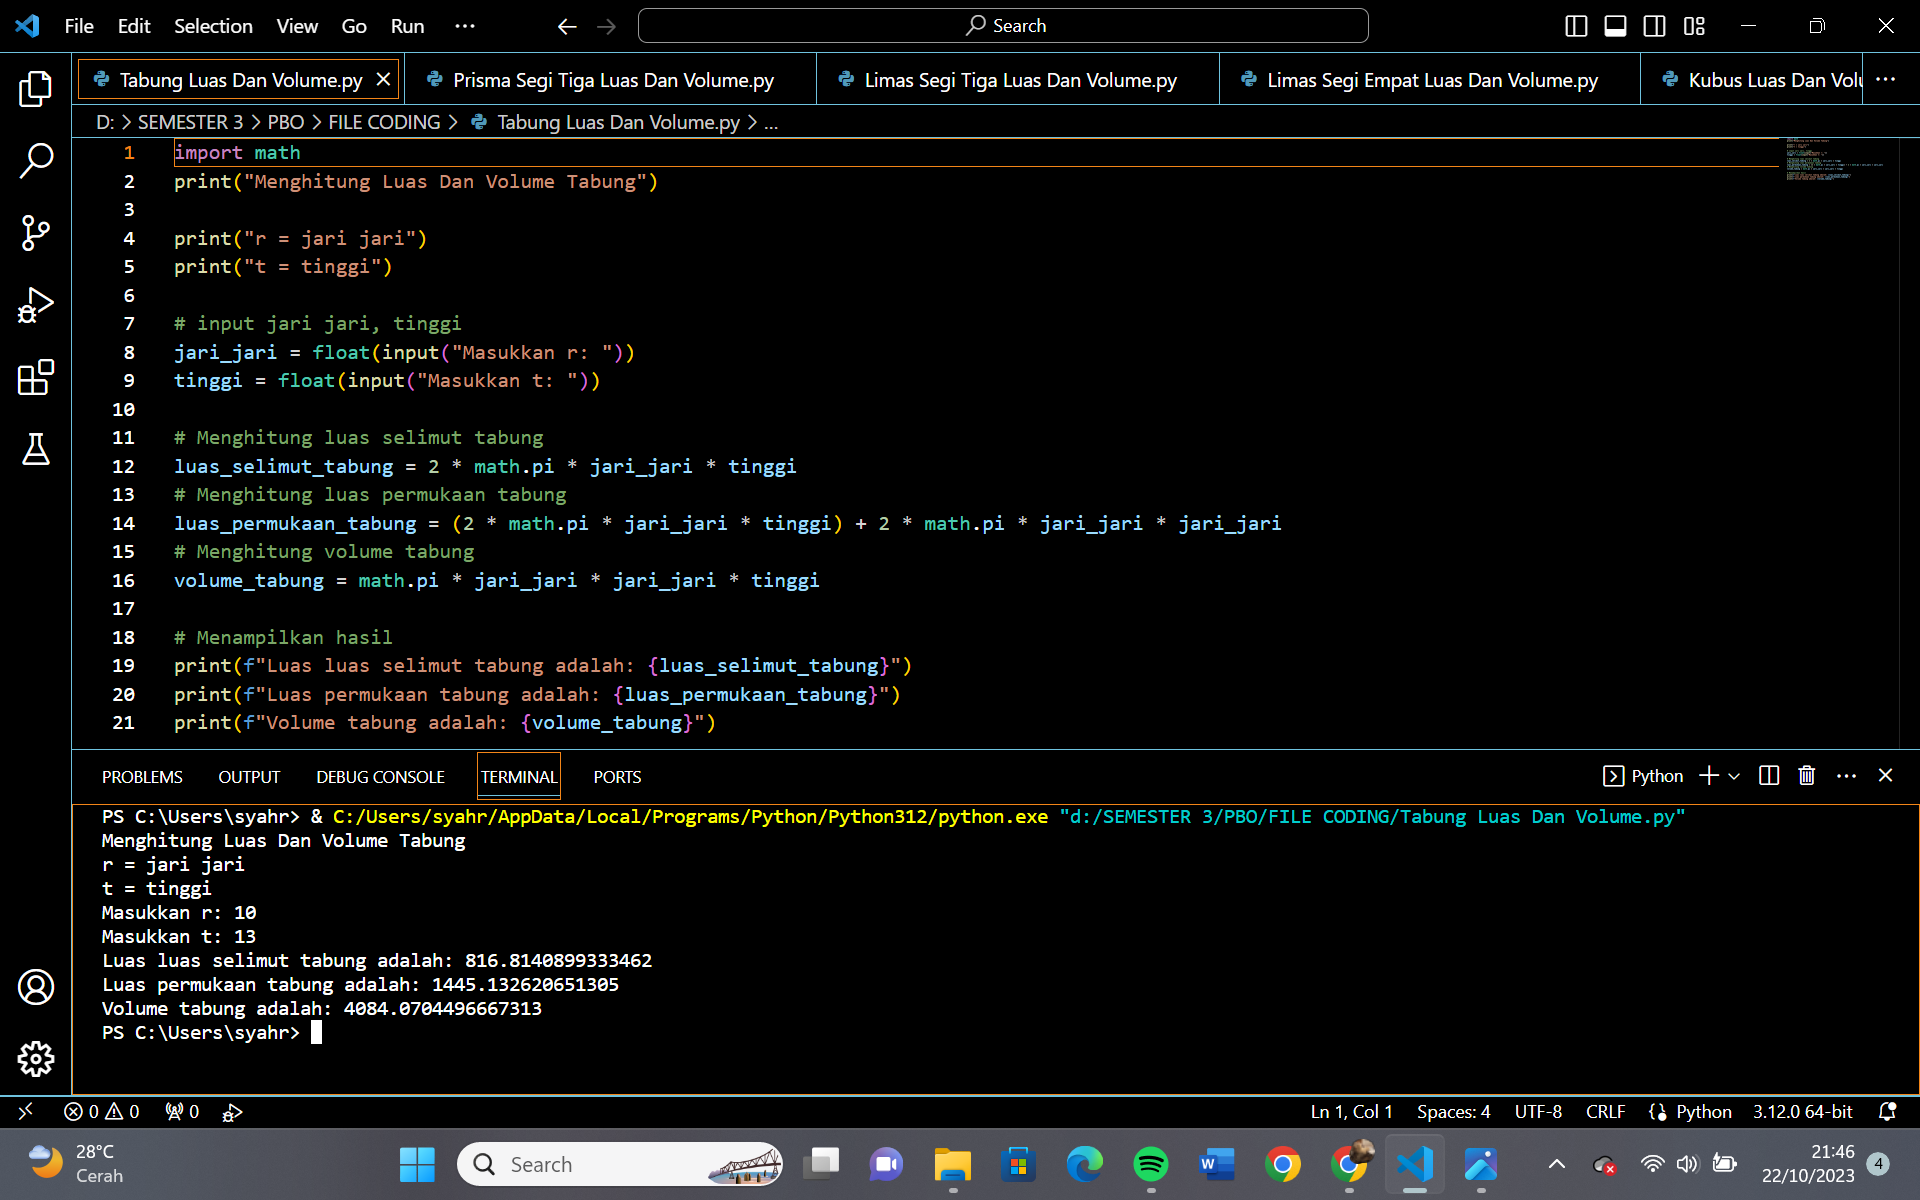 File Edit Selection View Go Run ··· Search
Tabung Luas Dan Volume.py Prisma Segi Tiga Luas Dan Volume.py Limas Segi Tiga Luas Dan Volume.py Limas Segi Empat Luas Dan Volume.py Kubus Luas Dan Volu ···
D: > SEMESTER 3 > PBO > FILE CODING > Tabung Luas Dan Volume.py > ...
1 import math
2 print("Menghitung Luas Dan Volume Tabung")
3
4 print("r = jari jari")
5 print("t = tinggi")
6
7 # input jari jari, tinggi
8 jari_jari = float(input("Masukkan r: "))
9 tinggi = float(input("Masukkan t: "))
10
11 # Menghitung luas selimut tabung
12 luas_selimut_tabung = 2 * math.pi * jari_jari * tinggi
13 # Menghitung luas permukaan tabung
14 luas_permukaan_tabung = (2 * math.pi * jari_jari * tinggi) + 2 * math.pi * jari_jari * jari_jari
15 # Menghitung volume tabung
16 volume_tabung = math.pi * jari_jari * jari_jari * tinggi
17
18 # Menampilkan hasil
19 print(f"Luas luas selimut tabung adalah: {luas_selimut_tabung}")
20 print(f"Luas permukaan tabung adalah: {luas_permukaan_tabung}")
21 print(f"Volume tabung adalah: {volume_tabung}")
PROBLEMS OUTPUT DEBUG CONSOLE TERMINAL PORTS Python ···
PS C:\Users\syahr> & C:/Users/syahr/AppData/Local/Programs/Python/Python312/python.exe "d:/SEMESTER 3/PBO/FILE CODING/Tabung Luas Dan Volume.py"
Menghitung Luas Dan Volume Tabung
r = jari jari
t = tinggi
Masukkan r: 10
Masukkan t: 13
Luas luas selimut tabung adalah: 816.8140899333462
Luas permukaan tabung adalah: 1445.132620651305
Volume tabung adalah: 4084.0704496667313
PS C:\Users\syahr>
0 0 0 Ln 1, Col 1 Spaces: 4 UTF-8 CRLF Python 3.12.0 64-bit
28°C
Cerah
Search
21:46
22/10/2023
4